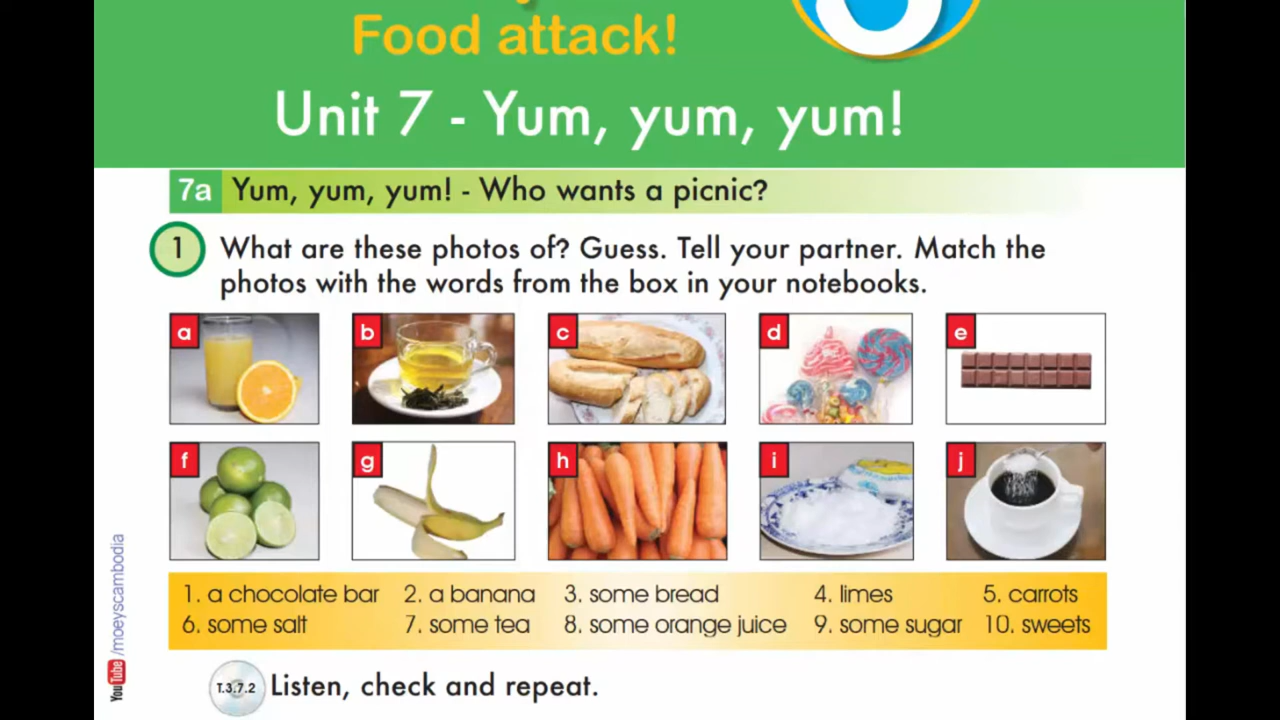 Food attack!
Unit 7 - Yum, yum, yum!
7a Yum, yum, yum! - Who wants a picnic?
1 What are these photos of? Guess. Tell your partner. Match the
photos with the words from the box in your notebooks.
a b c d e
f g h i j
1. a chocolate bar 2. a banana 3. some bread 4. limes 5. carrots
6. some salt 7. some tea 8. some orange juice 9. some sugar 10. sweets
T.3.7.2 Listen, check and repeat.
YouTube /moeyscambodia